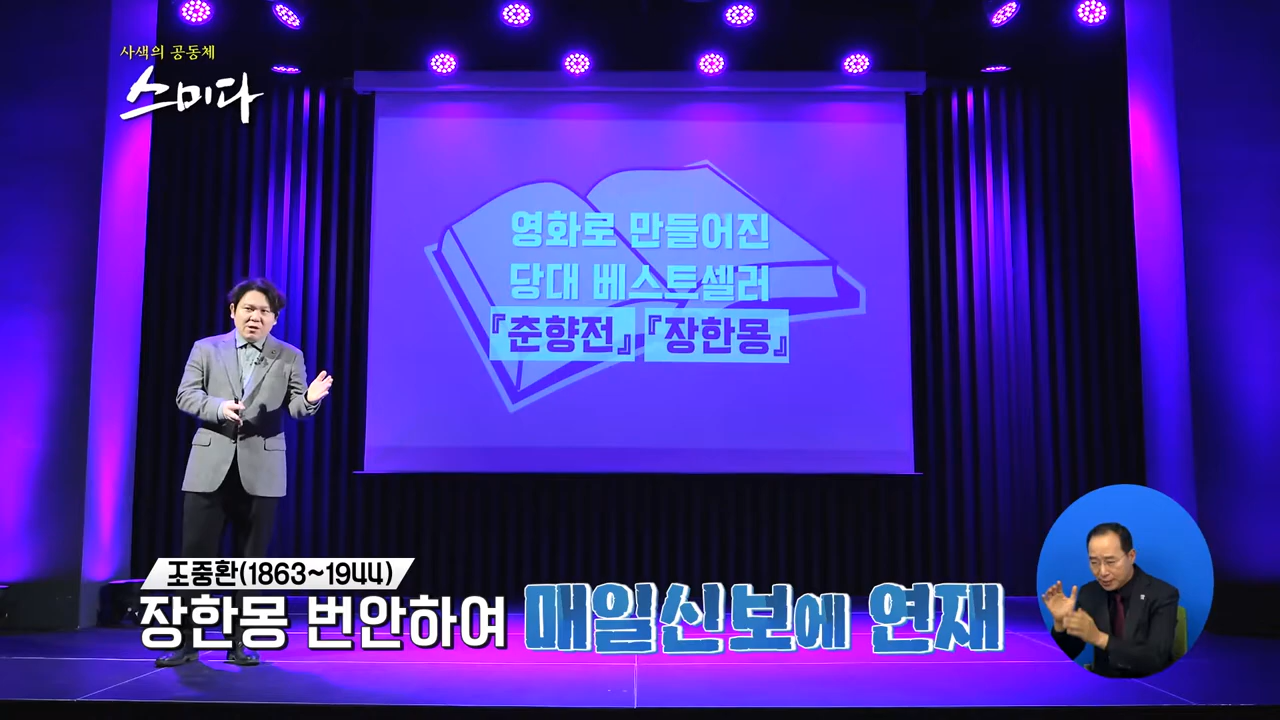 사색의 공동체
스미다
영화로 만들어진
당대 베스트셀러
『춘향전』『장한몽』
조중환(1863~1944)
장한몽 번안하여 매일신보에 연재